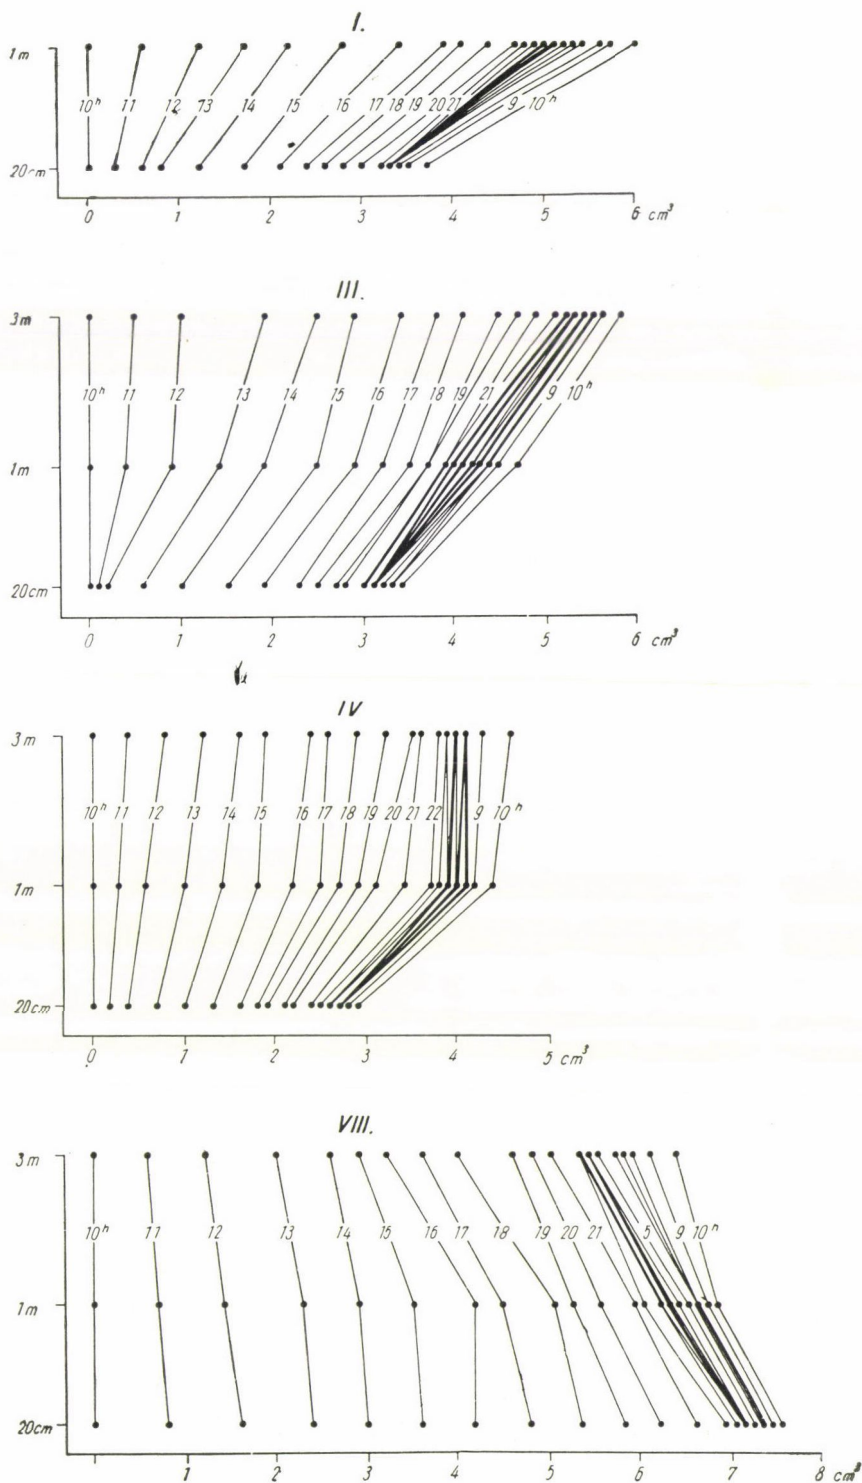 I.
1m
10ʰ 11 12 13 14 15 16 17 18 19 20 21 9 10ʰ
20cm
0 1 2 3 4 5 6 cm³
III.
3m
10ʰ 11 12 13 14 15 16 17 18 19 21 9 10ʰ
1m
20cm
0 1 2 3 4 5 6 cm³
IV
3m
10ʰ 11 12 13 14 15 16 17 18 19 20 21 22 9 10ʰ
1m
20cm
0 1 2 3 4 5 cm³
VIII.
3m
10ʰ 11 12 13 14 15 16 17 18 19 20 21 5 9 10ʰ
1m
20cm
1 2 3 4 5 6 7 8 cm³